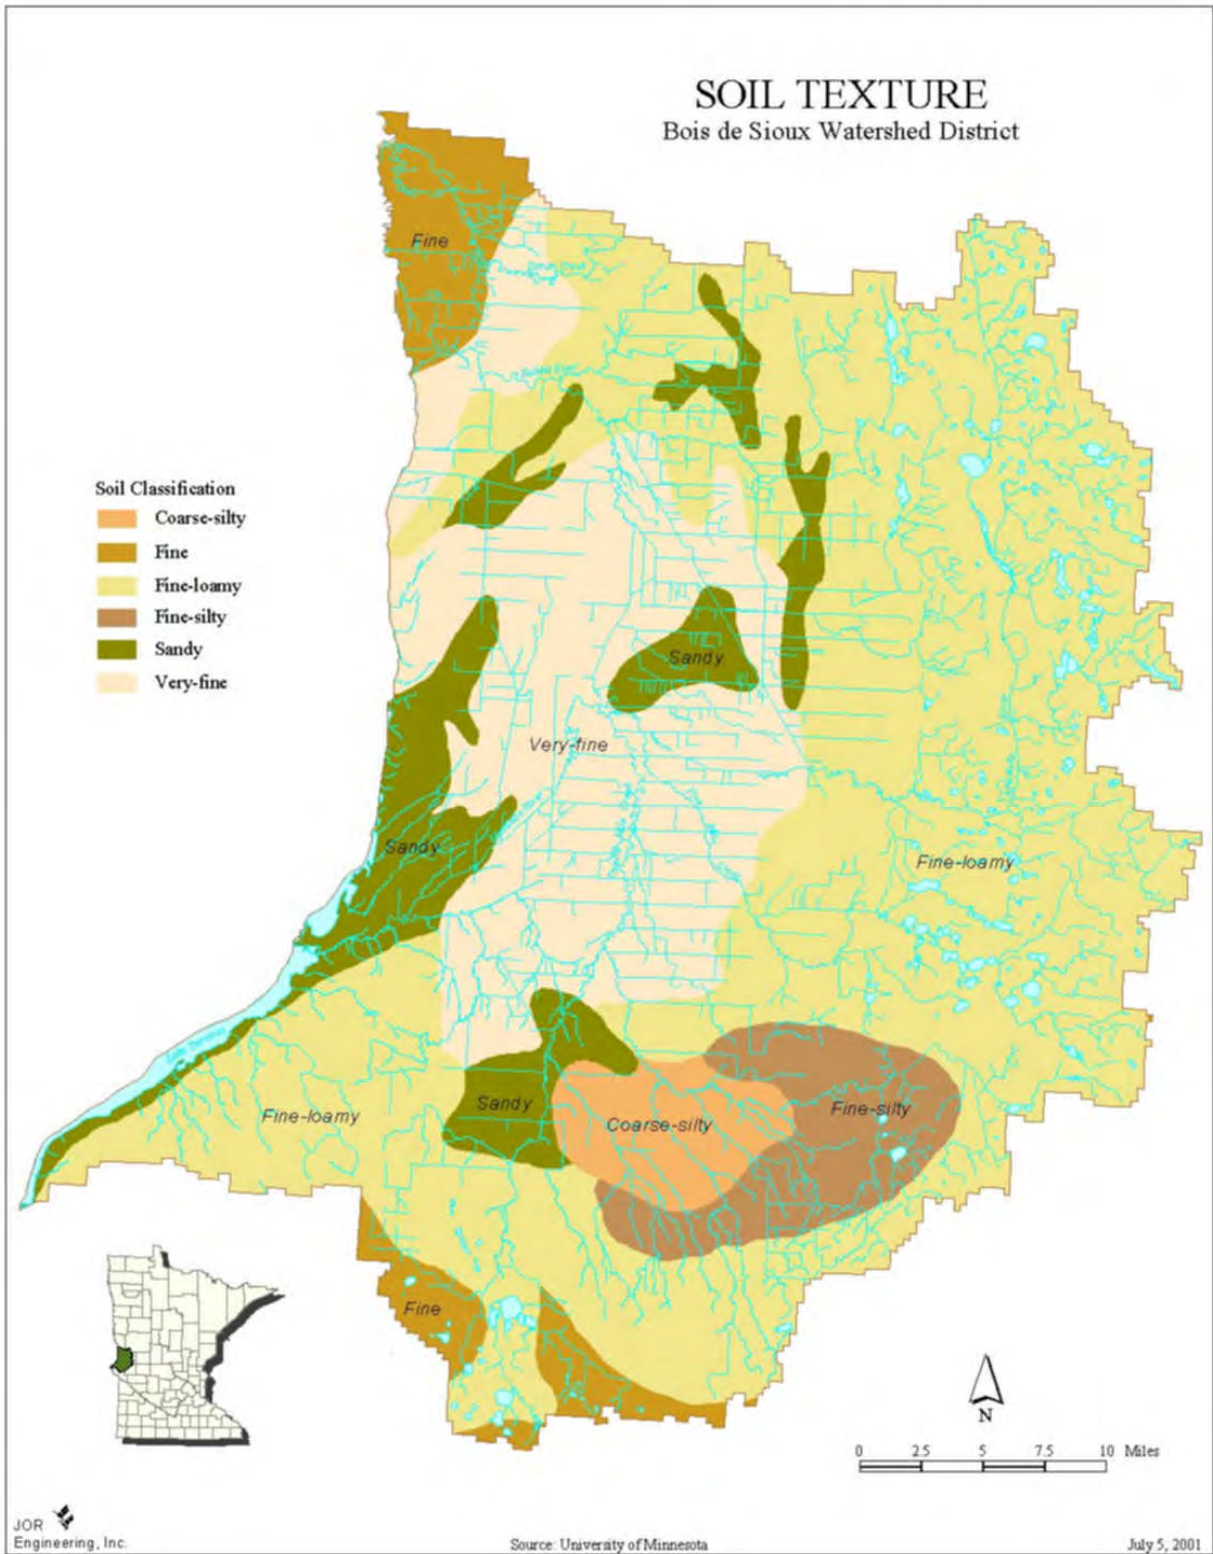 SOIL TEXTURE
Bois de Sioux Watershed District
Fine
Soil Classification
Coarse-silty
Fine
Fine-loamy
Fine-silty
Sandy
Very-fine
Sandy
Very-fine
Sandy
Fine-loamy
Sandy
Coarse-silty
Fine-silty
Fine-loamy
Fine
N
0 2.5 5 7.5 10 Miles
JOR
Engineering, Inc.
Source: University of Minnesota
July 5, 2001